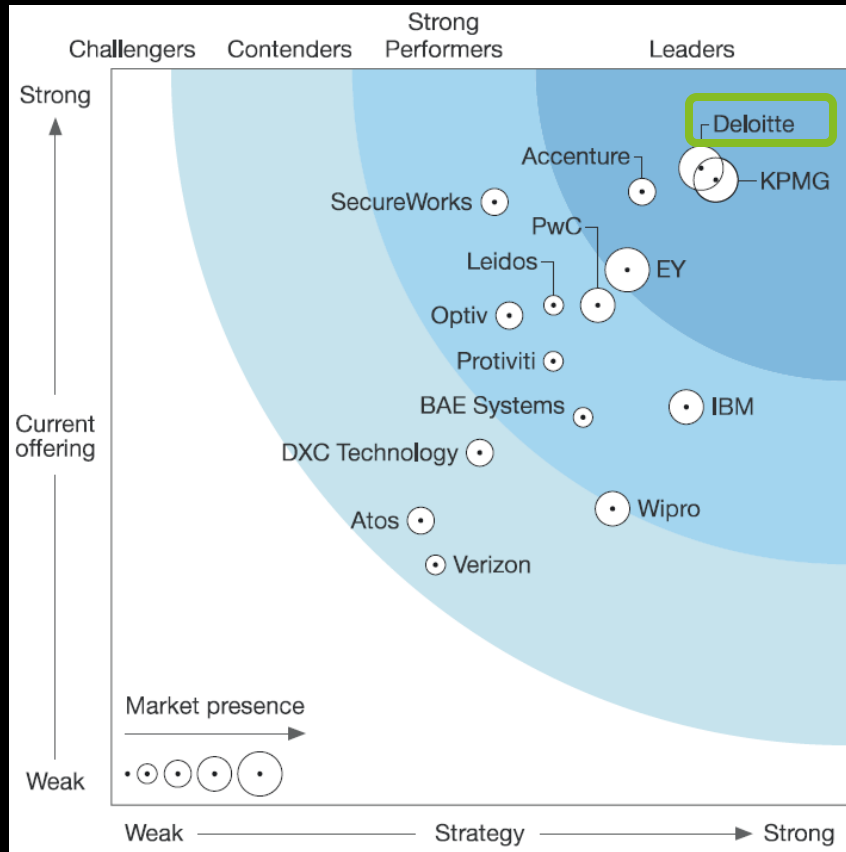 Challengers
Contenders
Strong
Performers
Leaders
Strong
Deloitte
Accenture
KPMG
SecureWorks
PwC
Leidos
EY
Optiv
Protiviti
BAE Systems
IBM
Current
offering
DXC Technology
Wipro
Atos
Verizon
Market presence
Weak
Weak
Strategy
Strong